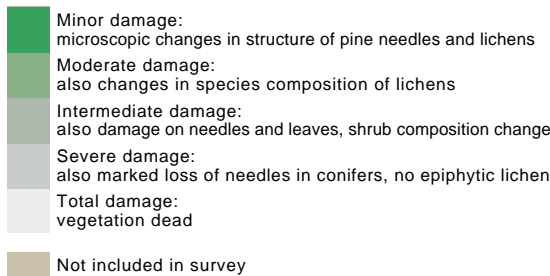 Minor damage:
microscopic changes in structure of pine needles and lichens
Moderate damage:
also changes in species composition of lichens
Intermediate damage:
also damage on needles and leaves, shrub composition change
Severe damage:
also marked loss of needles in conifers, no epiphytic lichen
Total damage:
vegetation dead
Not included in survey